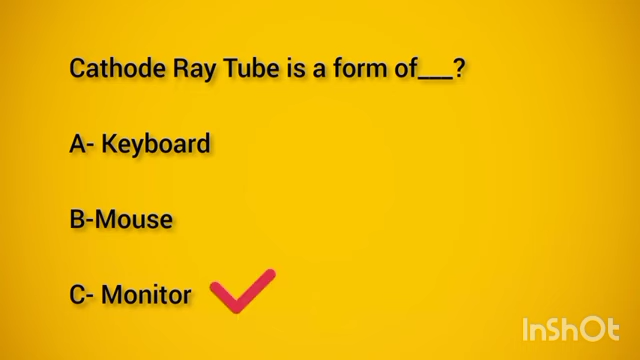 Cathode Ray Tube is a form of___?
A- Keyboard
B-Mouse
C- Monitor
InShOt